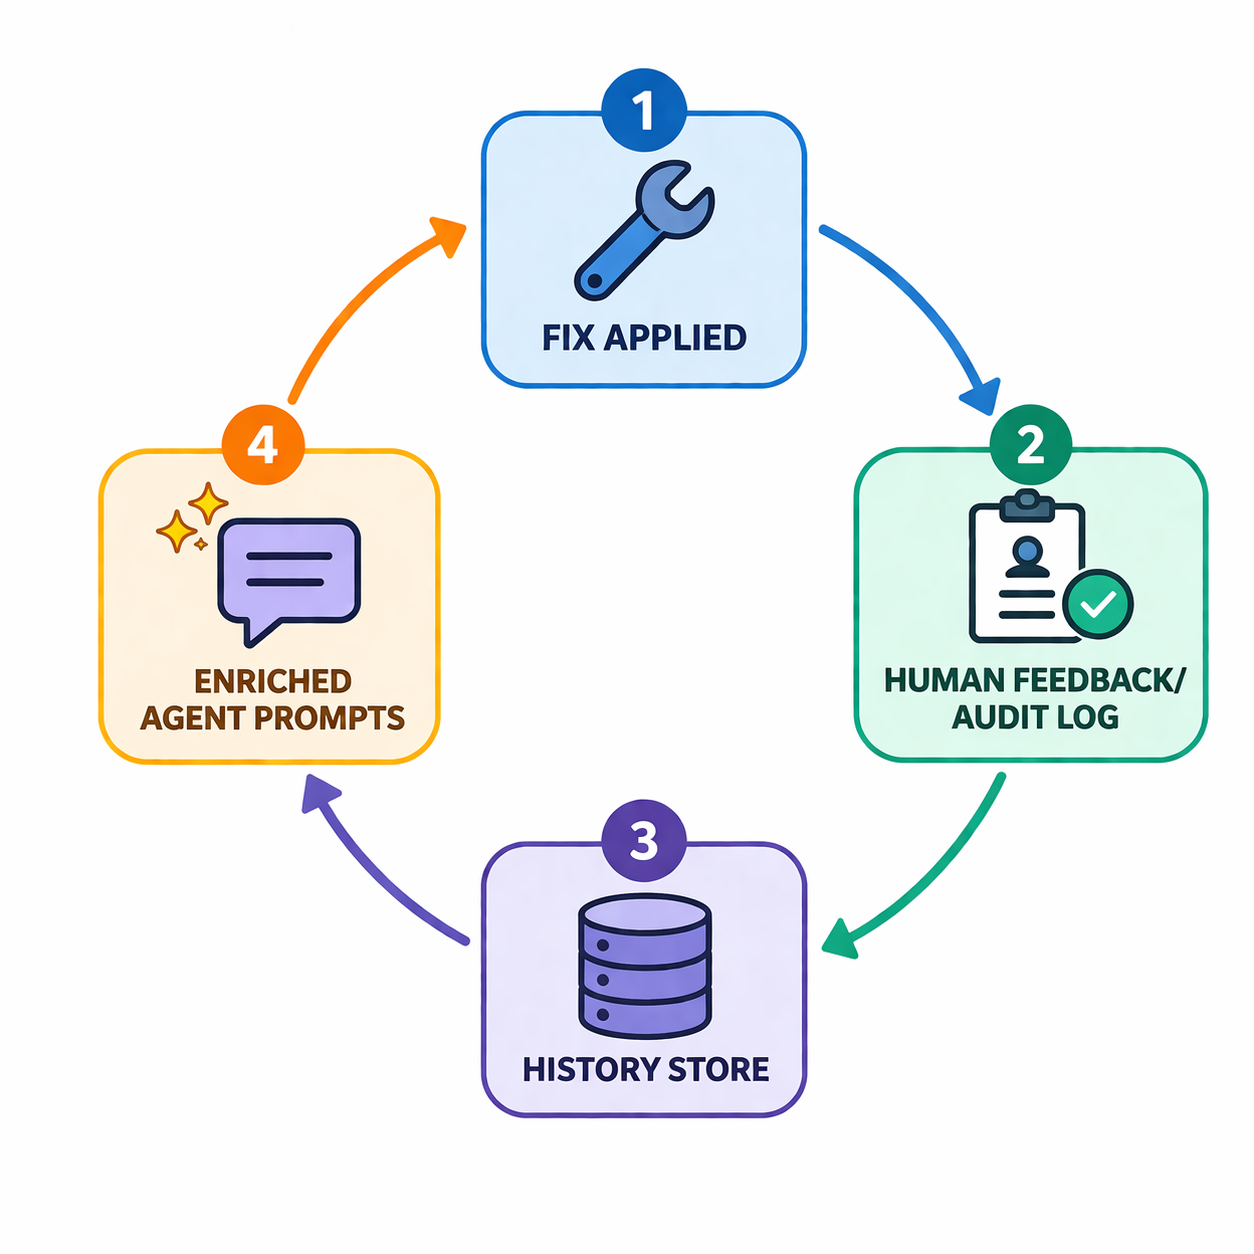 1
FIX APPLIED
2
HUMAN FEEDBACK/
AUDIT LOG
3
HISTORY STORE
4
ENRICHED
AGENT PROMPTS